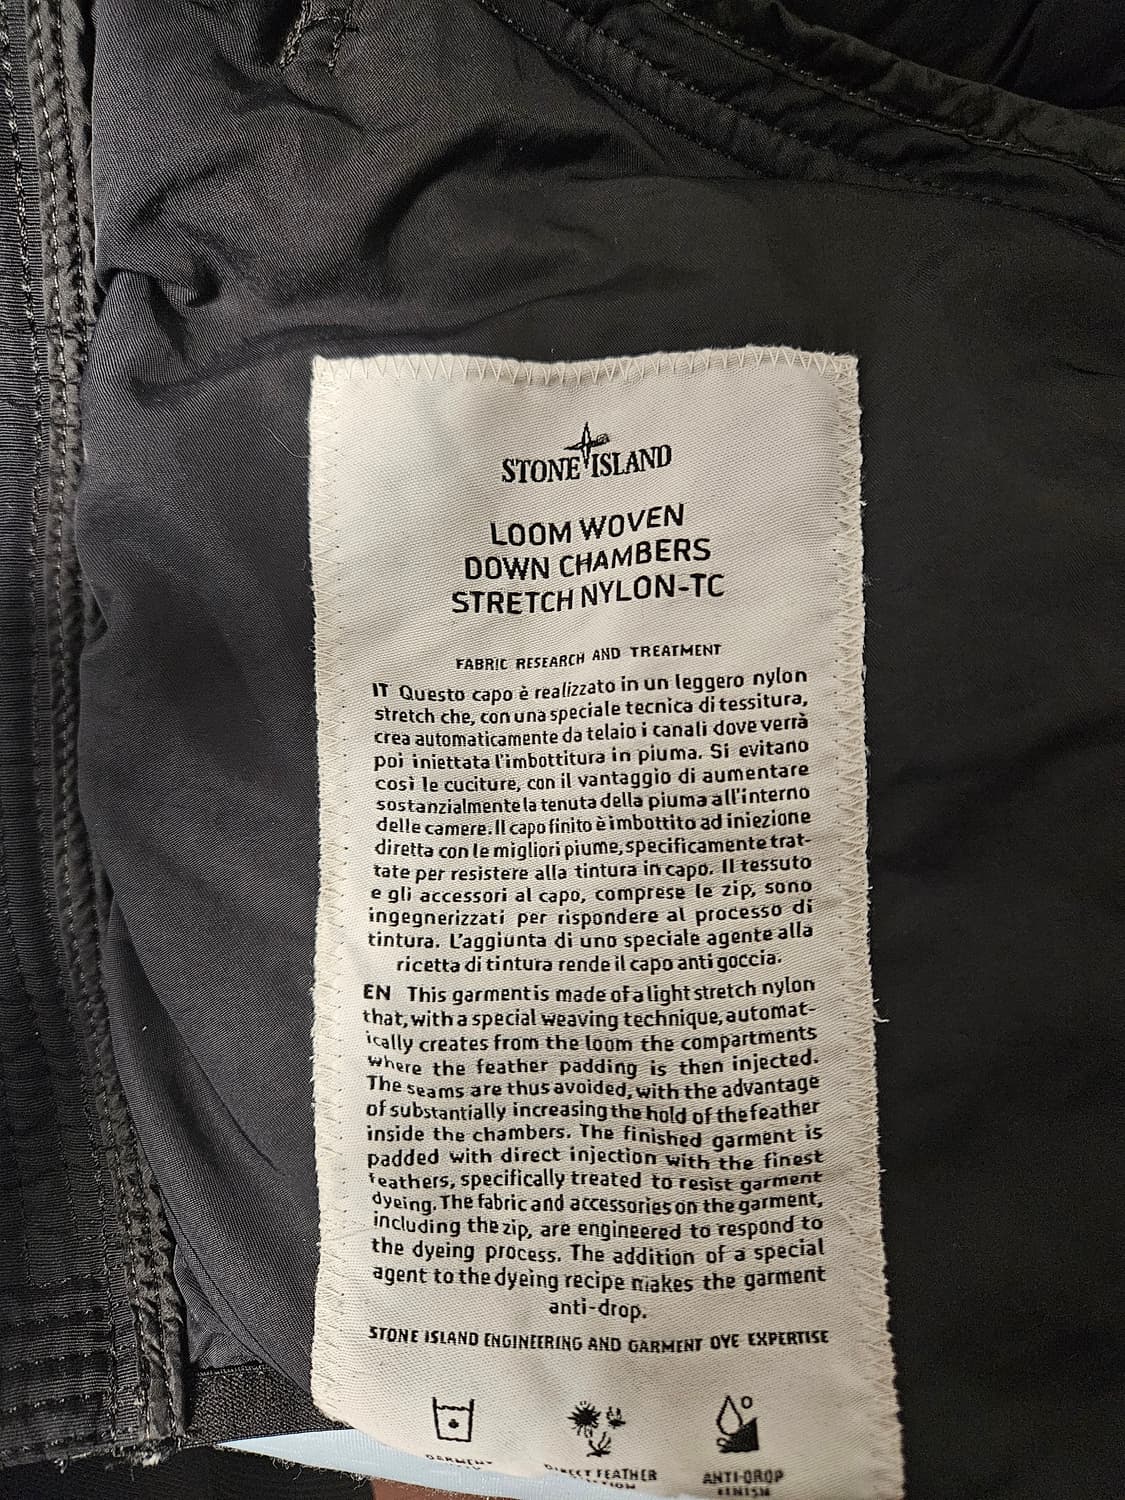 STONE ISLAND
LOOM WOVEN
DOWN CHAMBERS
STRETCH NYLON-TC
FABRIC RESEARCH AND TREATMENT
IT Questo capo è realizzato in un leggero nylon
stretch che, con una speciale tecnica di tessitura,
crea automaticamente da telaio i canali dove verrà
poi iniettata l'imbottitura in piuma. Si evitano
così le cuciture, con il vantaggio di aumentare
sostanzialmente la tenuta della piuma all'interno
delle camere. Il capo finito è imbottito ad iniezione
diretta con le migliori piume, specificamente trat-
tate per resistere alla tintura in capo. Il tessuto
e gli accessori al capo, comprese le zip, sono
ingegnerizzati per rispondere al processo di
tintura. L'aggiunta di uno speciale agente alla
ricetta di tintura rende il capo anti goccia.
EN This garment is made of a light stretch nylon
that, with a special weaving technique, automat-
ically creates from the loom the compartments
where the feather padding is then injected.
The seams are thus avoided, with the advantage
of substantially increasing the hold of the feather
inside the chambers. The finished garment is
padded with direct injection with the finest
feathers, specifically treated to resist garment
dyeing. The fabric and accessories on the garment,
including the zip, are engineered to respond to
the dyeing process. The addition of a special
agent to the dyeing recipe makes the garment
anti-drop.
STONE ISLAND ENGINEERING AND GARMENT DYE EXPERTISE
GARMENT
DIRECT FEATHER
ANTI-DROP
FINISH